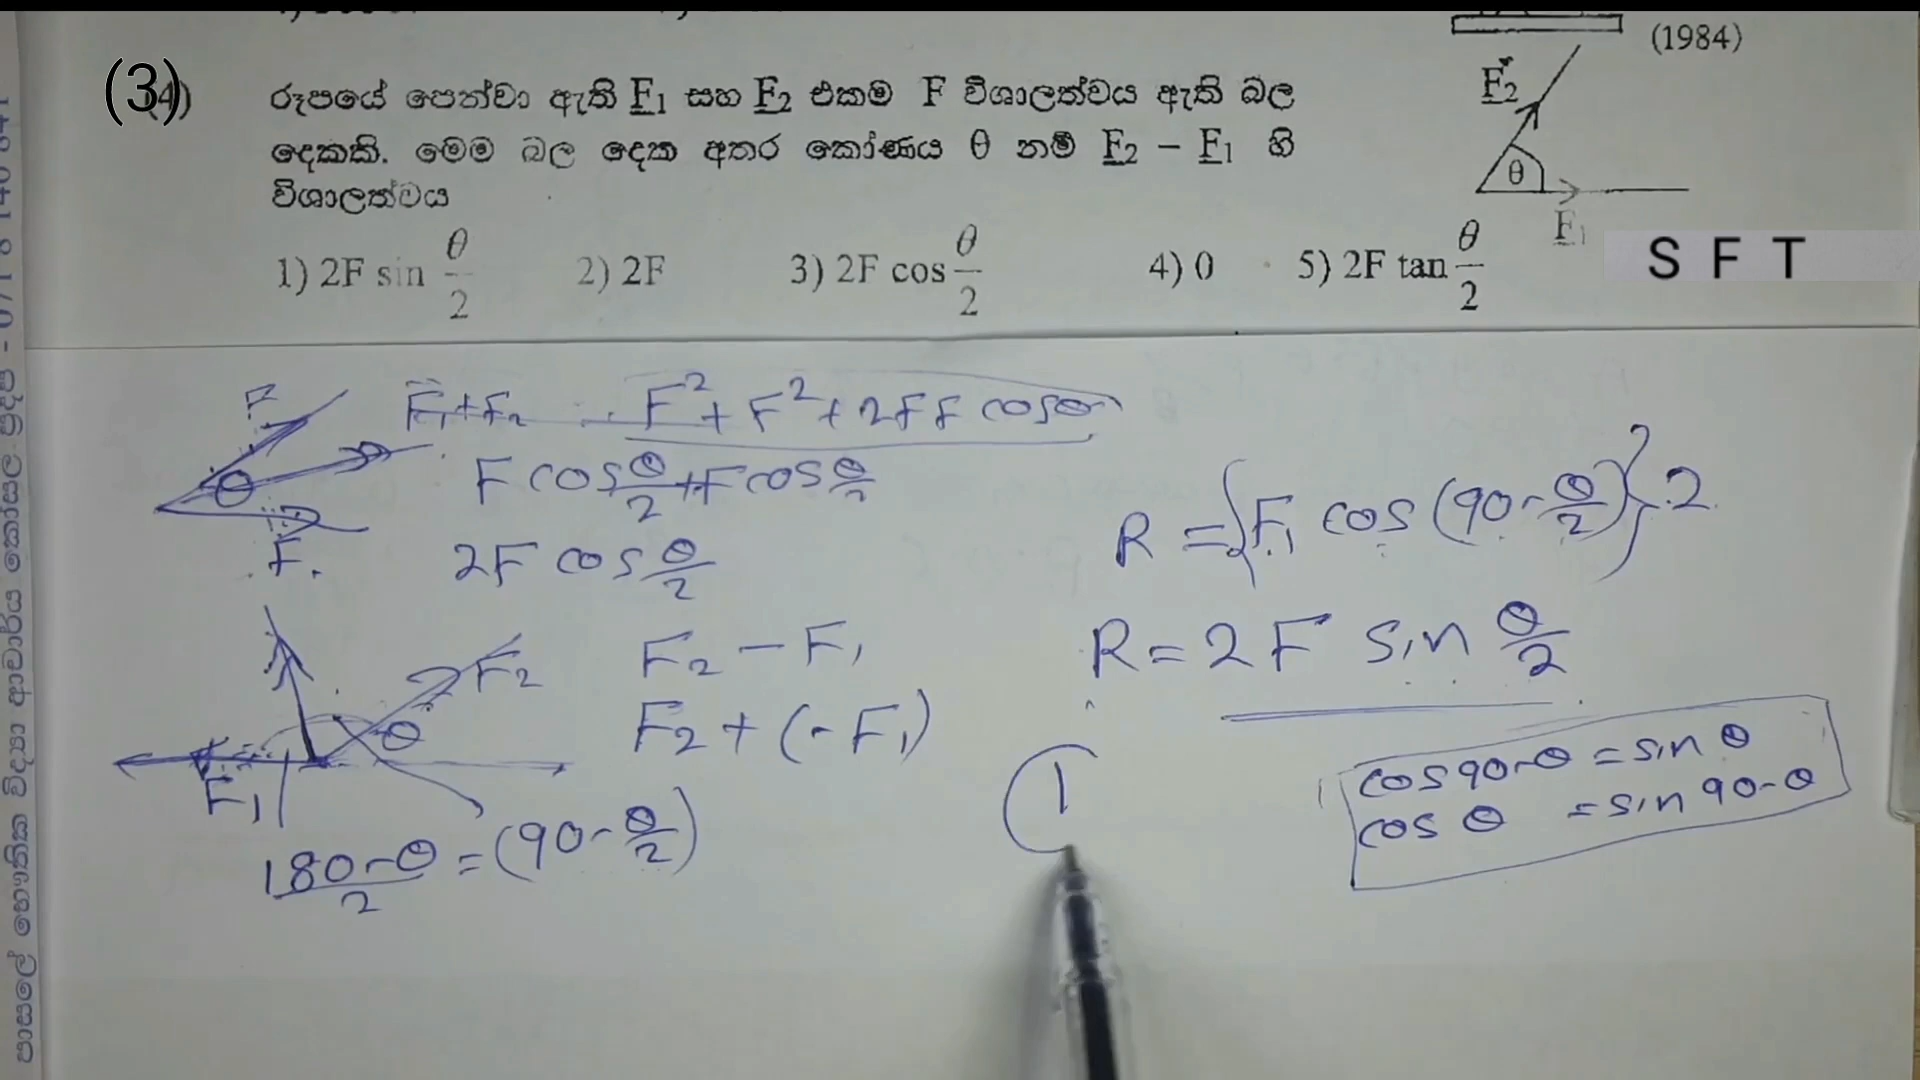 (1984)
(3)
රූපයේ පෙන්වා ඇති F1 සහ F2 එකම F විශාලත්වය ඇති බල
දෙකකි. මෙම බල දෙක අතර කෝණය θ නම් F2 − F1 හි
විශාලත්වය
F2
θ
F1
1) 2F sin θ/2 2) 2F 3) 2F cos θ/2 4) 0 5) 2F tan θ/2
S F T
F F1+F2 F² + F² + 2FF cosθ
θ
F
F cos θ/2 + F cos θ/2
2F cos θ/2
R = {F1 cos (90-θ/2)} 2
R = 2F sin θ/2
F2 F2 − F1
θ F2 + (-F1)
F1
180-θ/2 = (90-θ/2)
1
cos 90-θ = sin θ
cos θ = sin 90-θ